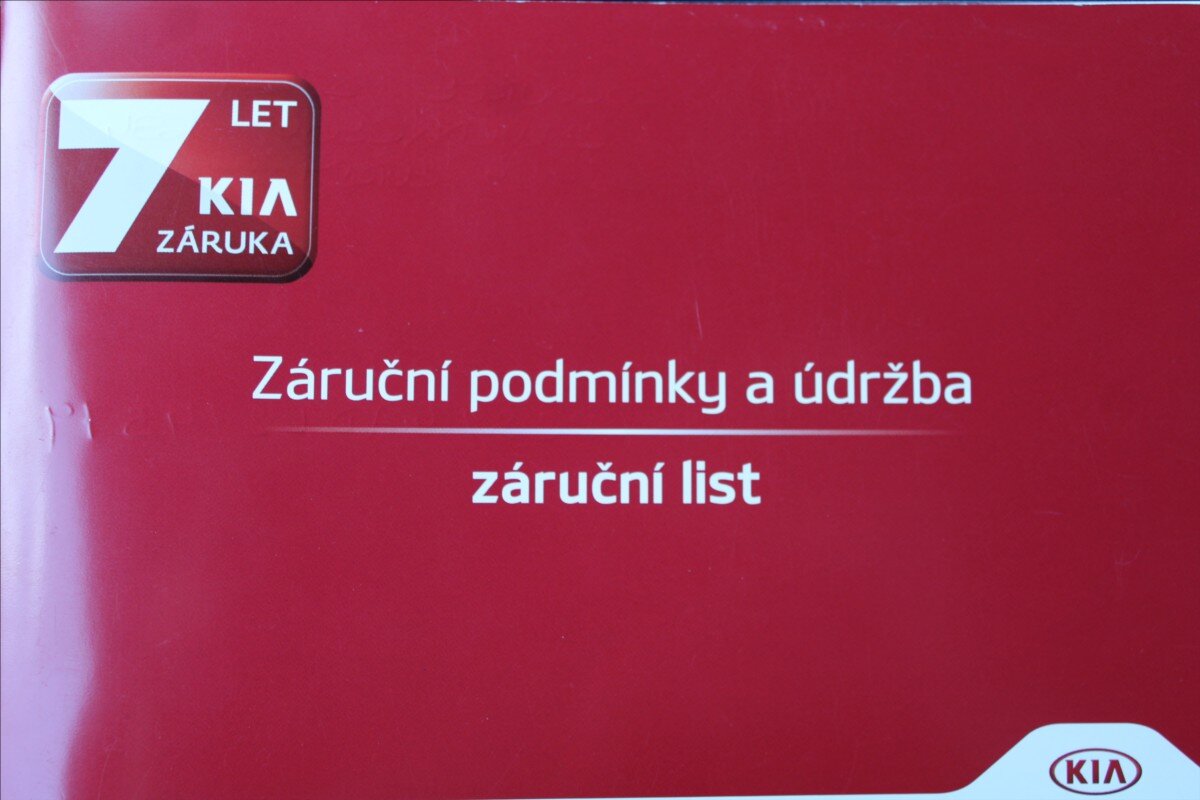 7 LET
KIA
ZÁRUKA
Záruční podmínky a údržba
záruční list
KIA